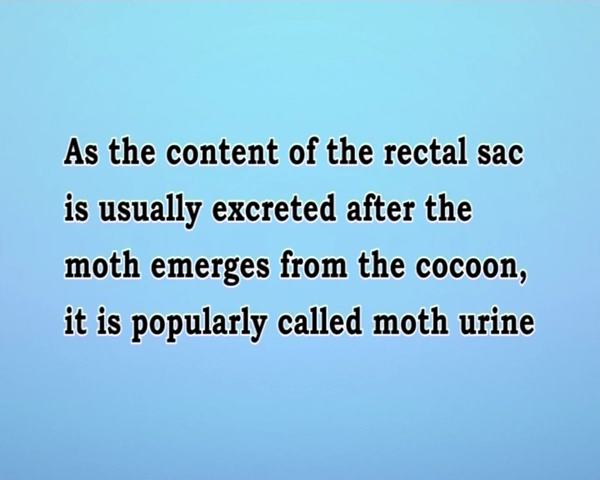 As the content of the rectal sac
is usually excreted after the
moth emerges from the cocoon,
it is popularly called moth urine